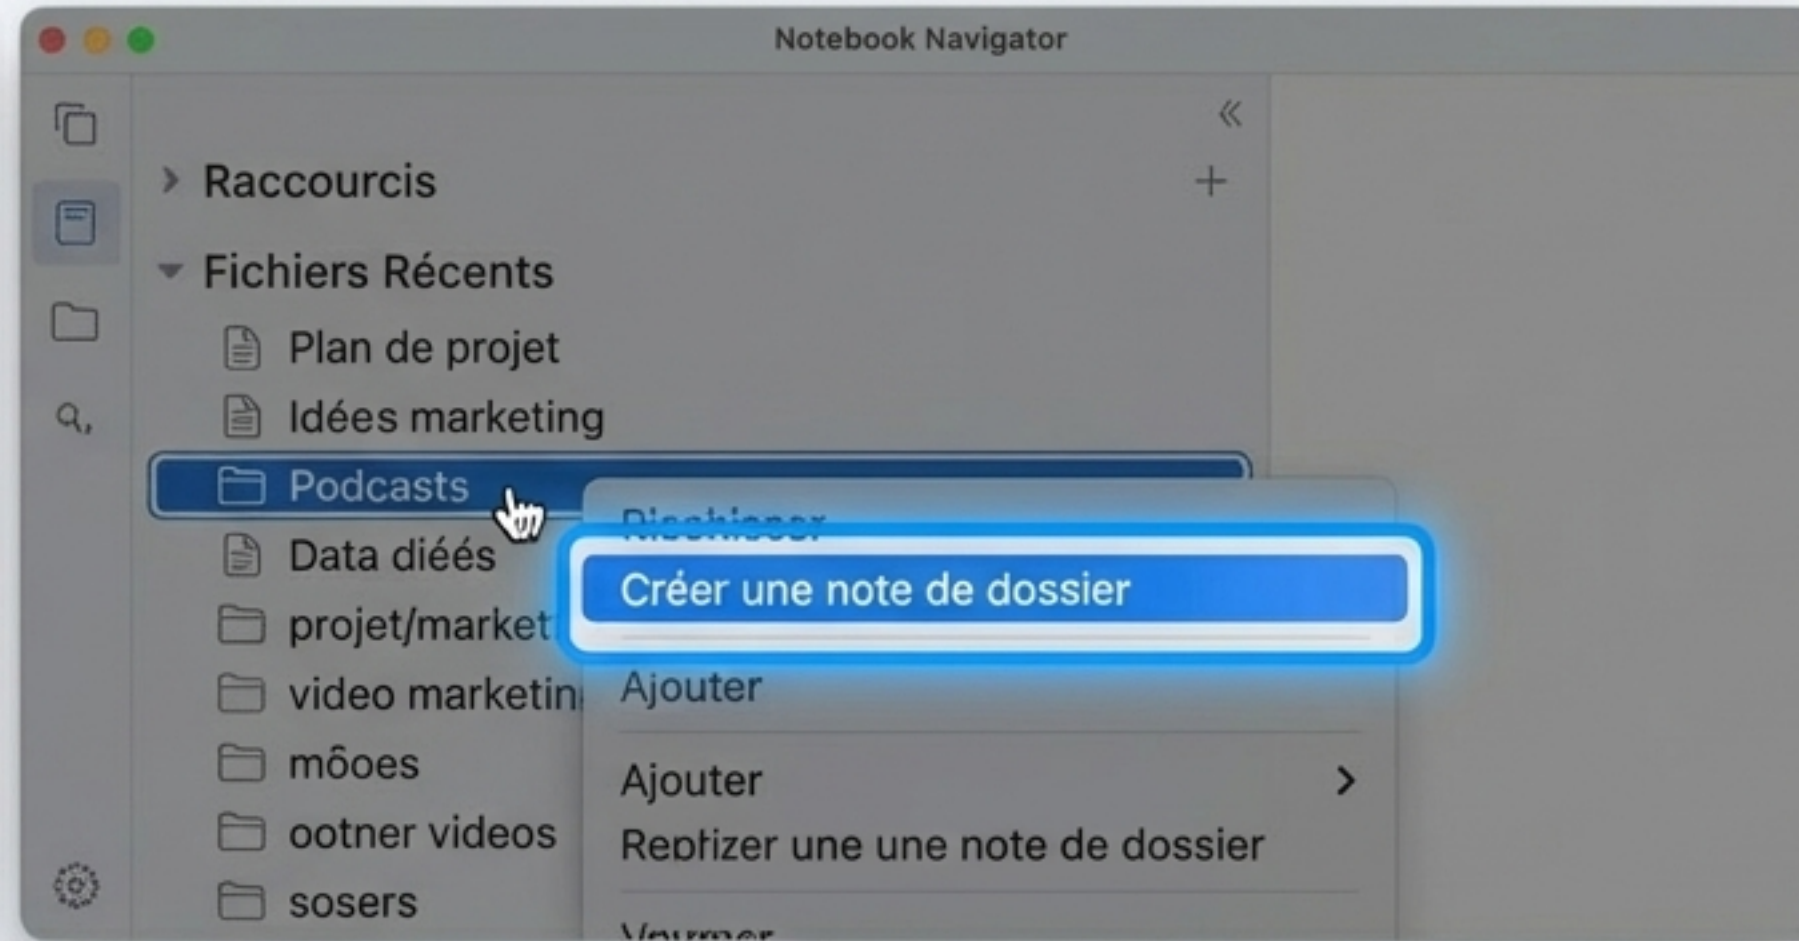 Notebook Navigator
Raccourcis
Fichiers Récents
Plan de projet
Idées marketing
Podcasts
Data diéés
Créer une note de dossier
projet/market
video marketin
Ajouter
môoes
Ajouter
ootner videos
une une note de dossier
sosers